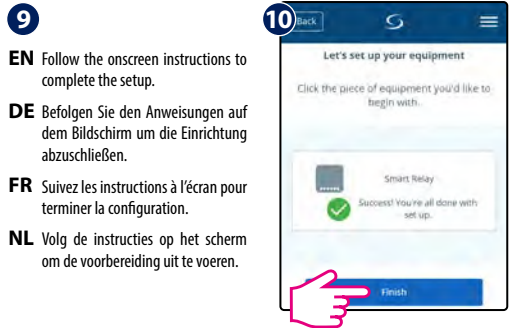 9
EN Follow the onscreen instructions to
complete the setup.
DE Befolgen Sie den Anweisungen auf
dem Bildschirm um die Einrichtung
abzuschließen.
FR Suivez les instructions à l'écran pour
terminer la configuration.
NL Volg de instructies op het scherm
om de voorbereiding uit te voeren.
10
Back
Let's set up your equipment
Click the piece of equipment you'd like to
begin with.
Smart Relay
Success! You're all done with
set up.
Finish